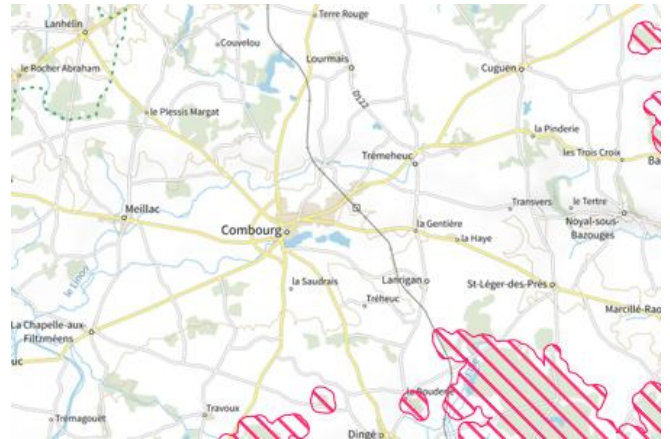 Terre Rouge
Lanhélin
Couvelou
Lourmais
le Rocher Abraham
Cuguen
D122
le Plessis Margat
la Pinderie
Trémeheuc
les Trois Croix
Ba
Meillac
Transvers
le Tertre
Noyal-sous-
Bazouges
Combourg
la Gentière
la Haye
le Linon
la Saudrais
Lanrigan
St-Léger-des-Prés
Tréheuc
Marcillé-Rao
La Chapelle-aux-
Filtzméens
uc
la Bouderie
Travoux
Trémagouët
Dingé